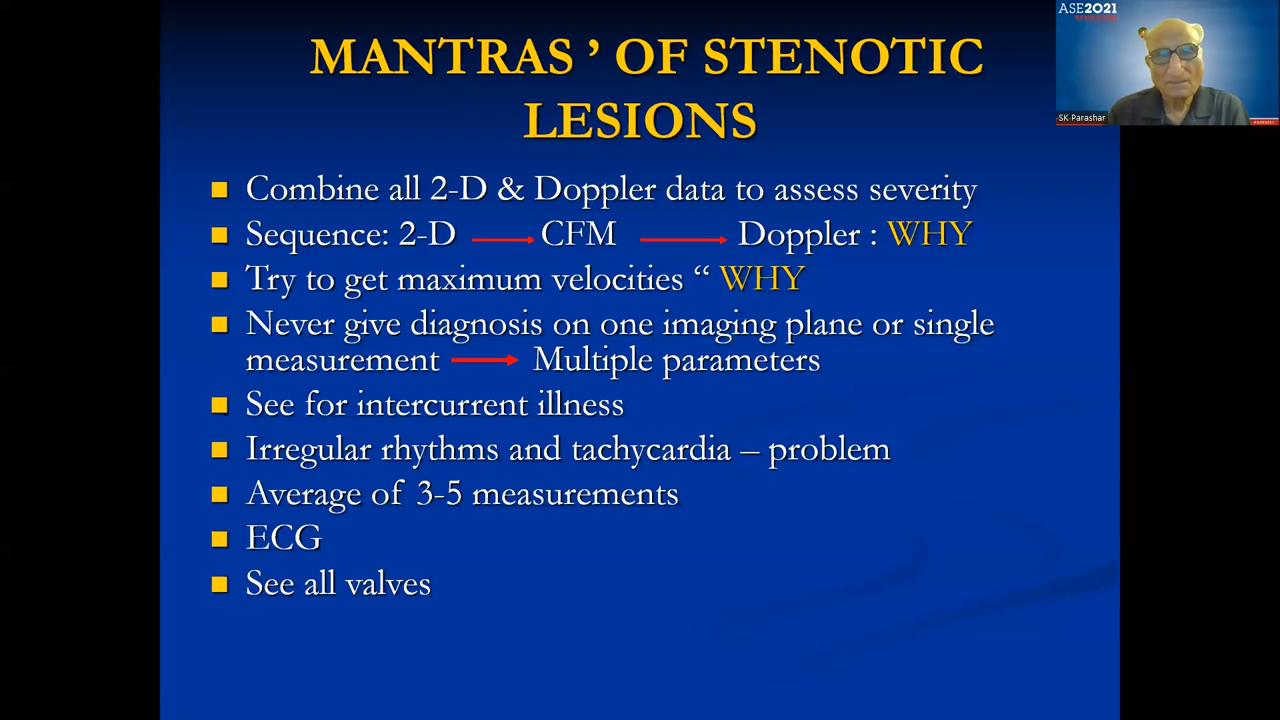 MANTRAS ’ OF STENOTIC
LESIONS
Combine all 2-D & Doppler data to assess severity
Sequence: 2-D CFM Doppler : WHY
Try to get maximum velocities “ WHY
Never give diagnosis on one imaging plane or single
measurement Multiple parameters
See for intercurrent illness
Irregular rhythms and tachycardia – problem
Average of 3-5 measurements
ECG
See all valves
ASE2021
SK Parashar